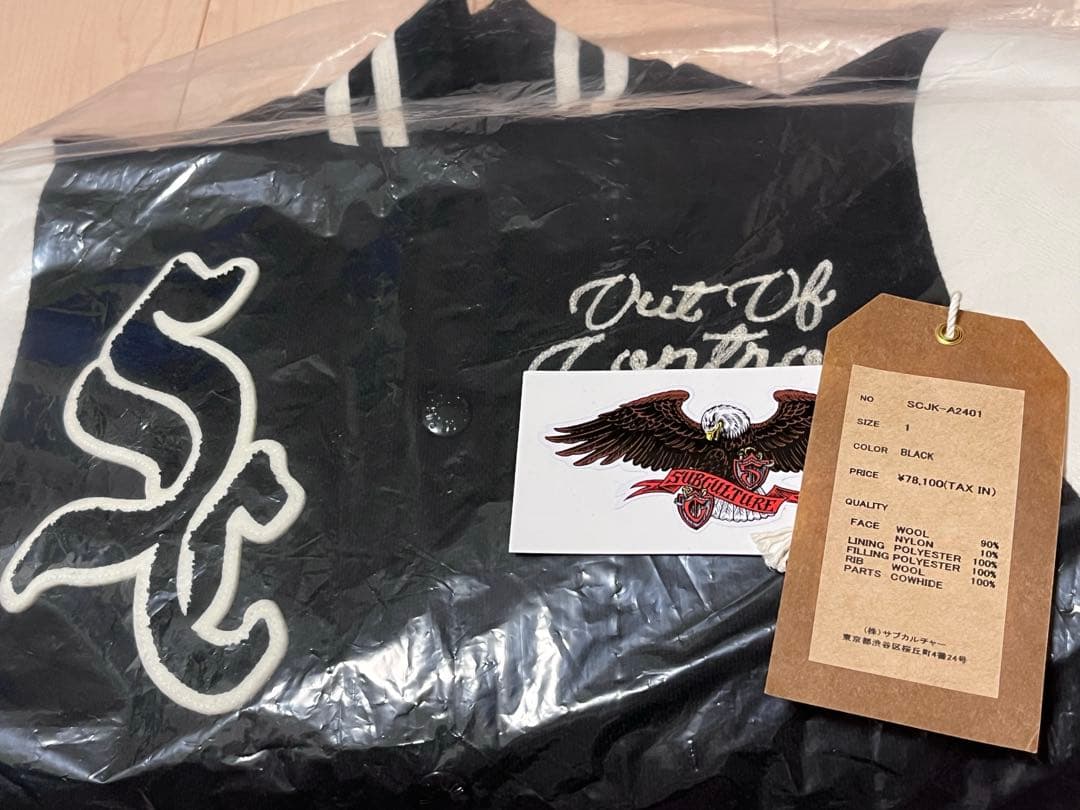 Out Of
Contro
SUBCULTURE
S
C
NO SCJK-A2401
SIZE 1
COLOR BLACK
PRICE ¥78,100(TAX IN)
QUALITY
FACE WOOL 90%
NYLON 10%
LINING POLYESTER 100%
FILLING POLYESTER 100%
RIB WOOL 100%
PARTS COWHIDE
(株)サブカルチャー
東京都渋谷区桜丘町4番24号